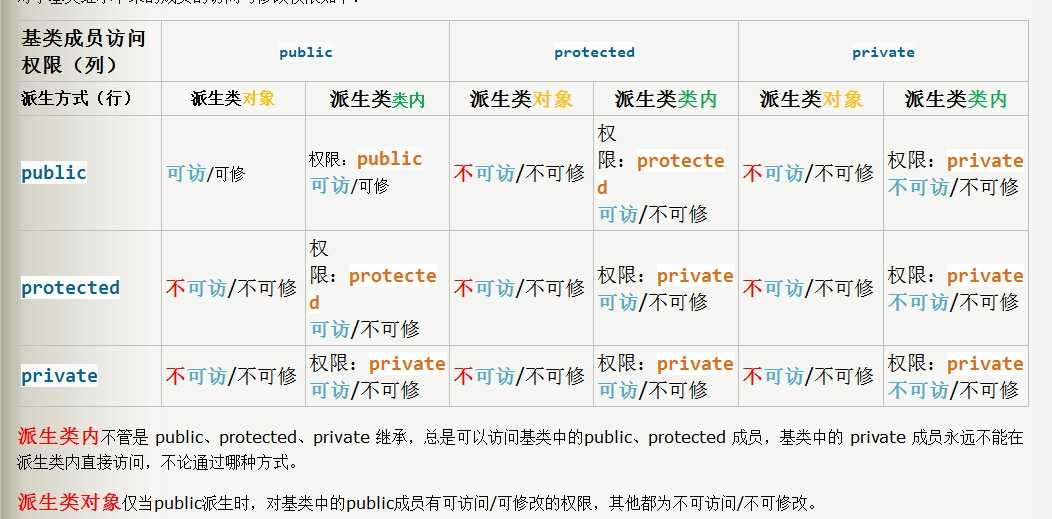 基类成员访问
权限（列）
public
protected
private
派生方式（行）
派生类对象
派生类类内
派生类对象
派生类类内
派生类对象
派生类类内
public
可访/可修
权限：public
可访/可修
不可访/不可修
权
限：protecte
d
可访/不可修
不可访/不可修
权限：private
不可访/不可修
protected
不可访/不可修
权
限：protecte
d
可访/不可修
不可访/不可修
权限：private
可访/不可修
不可访/不可修
权限：private
不可访/不可修
private
不可访/不可修
权限：private
可访/不可修
不可访/不可修
权限：private
可访/不可修
不可访/不可修
权限：private
不可访/不可修
派生类内不管是 public、protected、private 继承，总是可以访问基类中的public、protected 成员，基类中的 private 成员永远不能在
派生类内直接访问，不论通过哪种方式。
派生类对象仅当public派生时，对基类中的public成员有可访问/可修改的权限，其他都为不可访问/不可修改。